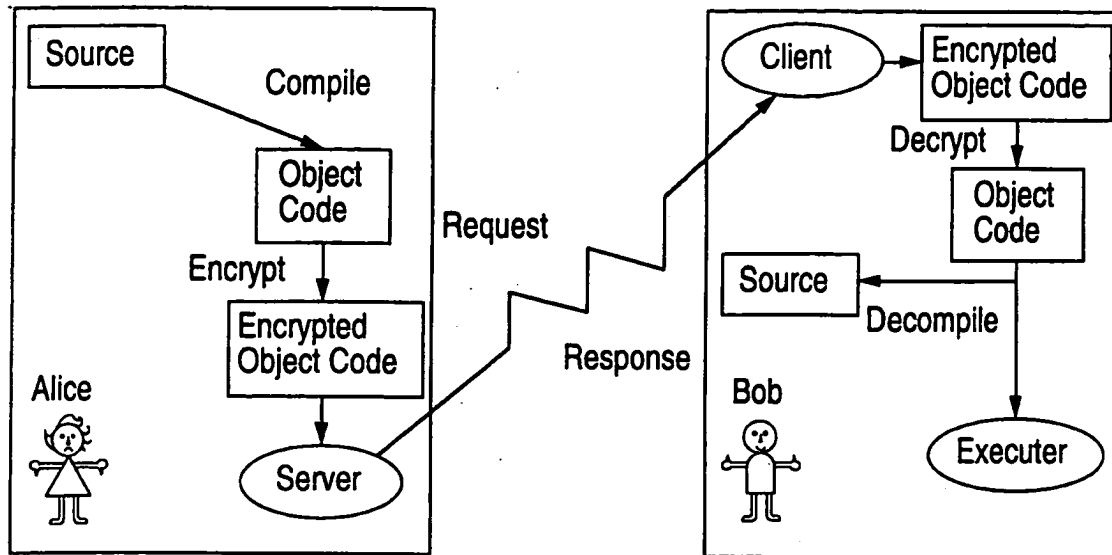 Source
Compile
Object
Code
Encrypt
Encrypted
Object Code
Alice
Server
Request
Response
Client
Encrypted
Object Code
Decrypt
Object
Code
Source
Decompile
Bob
Executer